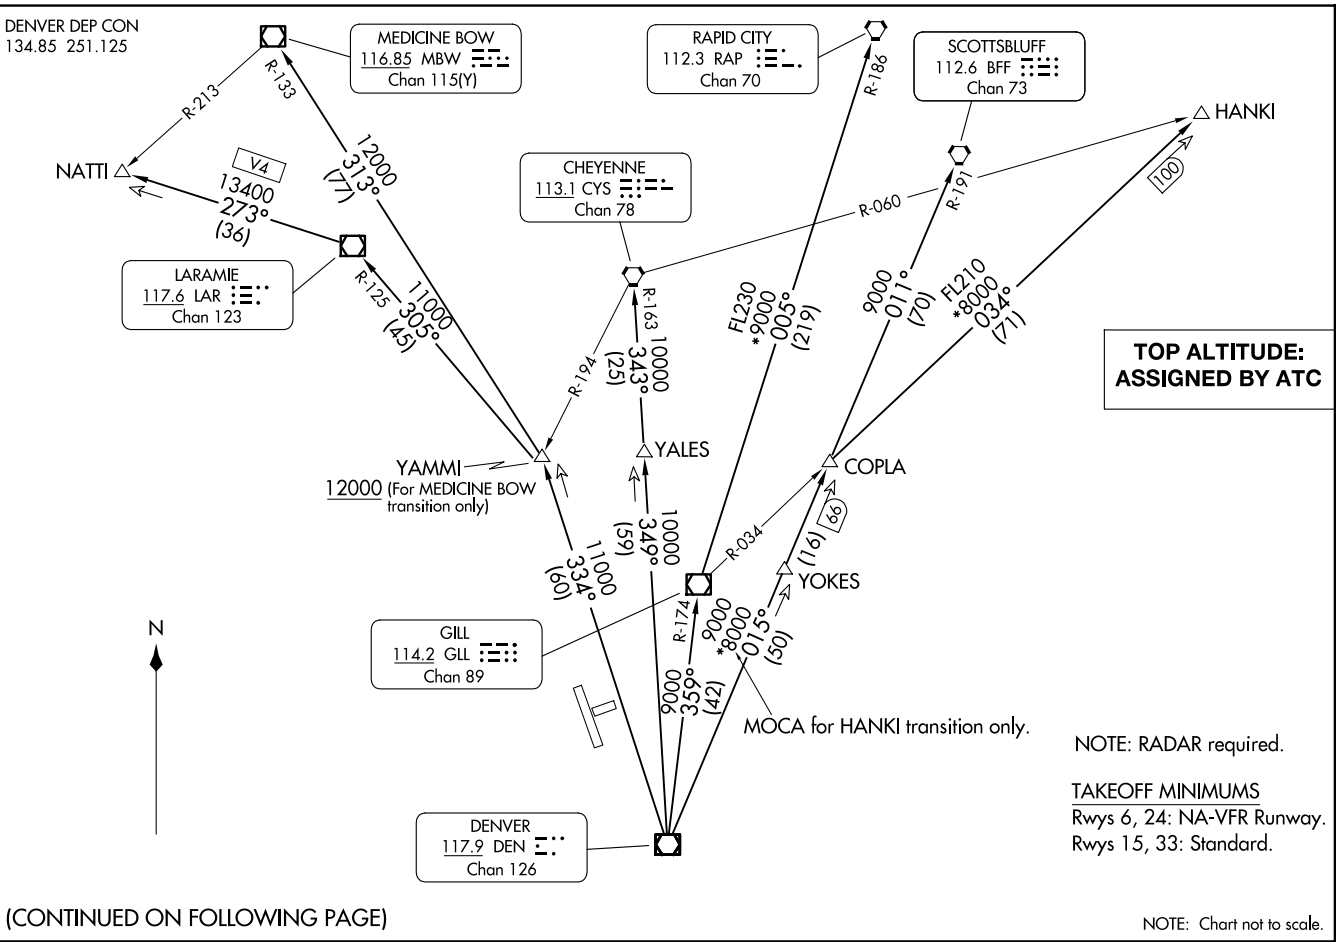 DENVER DEP CON
134.85 251.125
MEDICINE BOW
116.85 MBW
Chan 115(Y)
RAPID CITY
112.3 RAP
Chan 70
SCOTTSBLUFF
112.6 BFF
Chan 73
R-213
R-133
R-186
HANKI
100
NATTI
V4
13400
273°
(36)
12000
313°
(77)
CHEYENNE
113.1 CYS
Chan 78
R-060
R-191
LARAMIE
117.6 LAR
Chan 123
R-125
11000
305°
(45)
R-163
R-194
10000
343°
(25)
FL230
*9000
005°
(219)
9000
011°
(70)
FL210
*8000
034°
(71)
TOP ALTITUDE:
ASSIGNED BY ATC
YAMMI
12000 (For MEDICINE BOW
transition only)
YALES
COPLA
66
(16)
R-034
YOKES
11000
334°
(60)
10000
349°
(59)
N
GILL
114.2 GLL
Chan 89
R-174
9000
359°
(42)
9000
*8000
015°
(50)
MOCA for HANKI transition only.
NOTE: RADAR required.
TAKEOFF MINIMUMS
Rwys 6, 24: NA-VFR Runway.
Rwys 15, 33: Standard.
DENVER
117.9 DEN
Chan 126
(CONTINUED ON FOLLOWING PAGE)
NOTE: Chart not to scale.